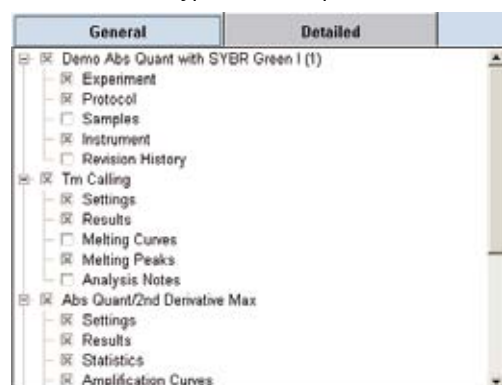 General Detailed
Demo Abs Quant with SYBR Green I (1)
Experiment
Protocol
Samples
Instrument
Revision History
Tm Calling
Settings
Results
Melting Curves
Melting Peaks
Analysis Notes
Abs Quant/2nd Derivative Max
Settings
Results
Statistics
Amplification Curves